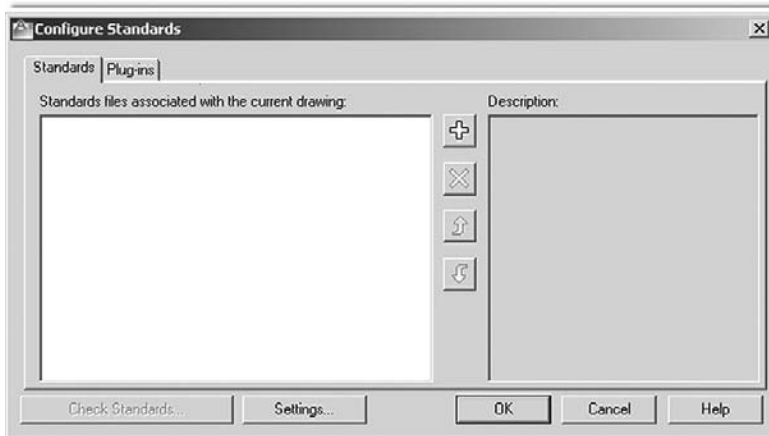 Configure Standards
Standards Plug-ins
Standards files associated with the current drawing:
Description:
Check Standards... Settings... OK Cancel Help